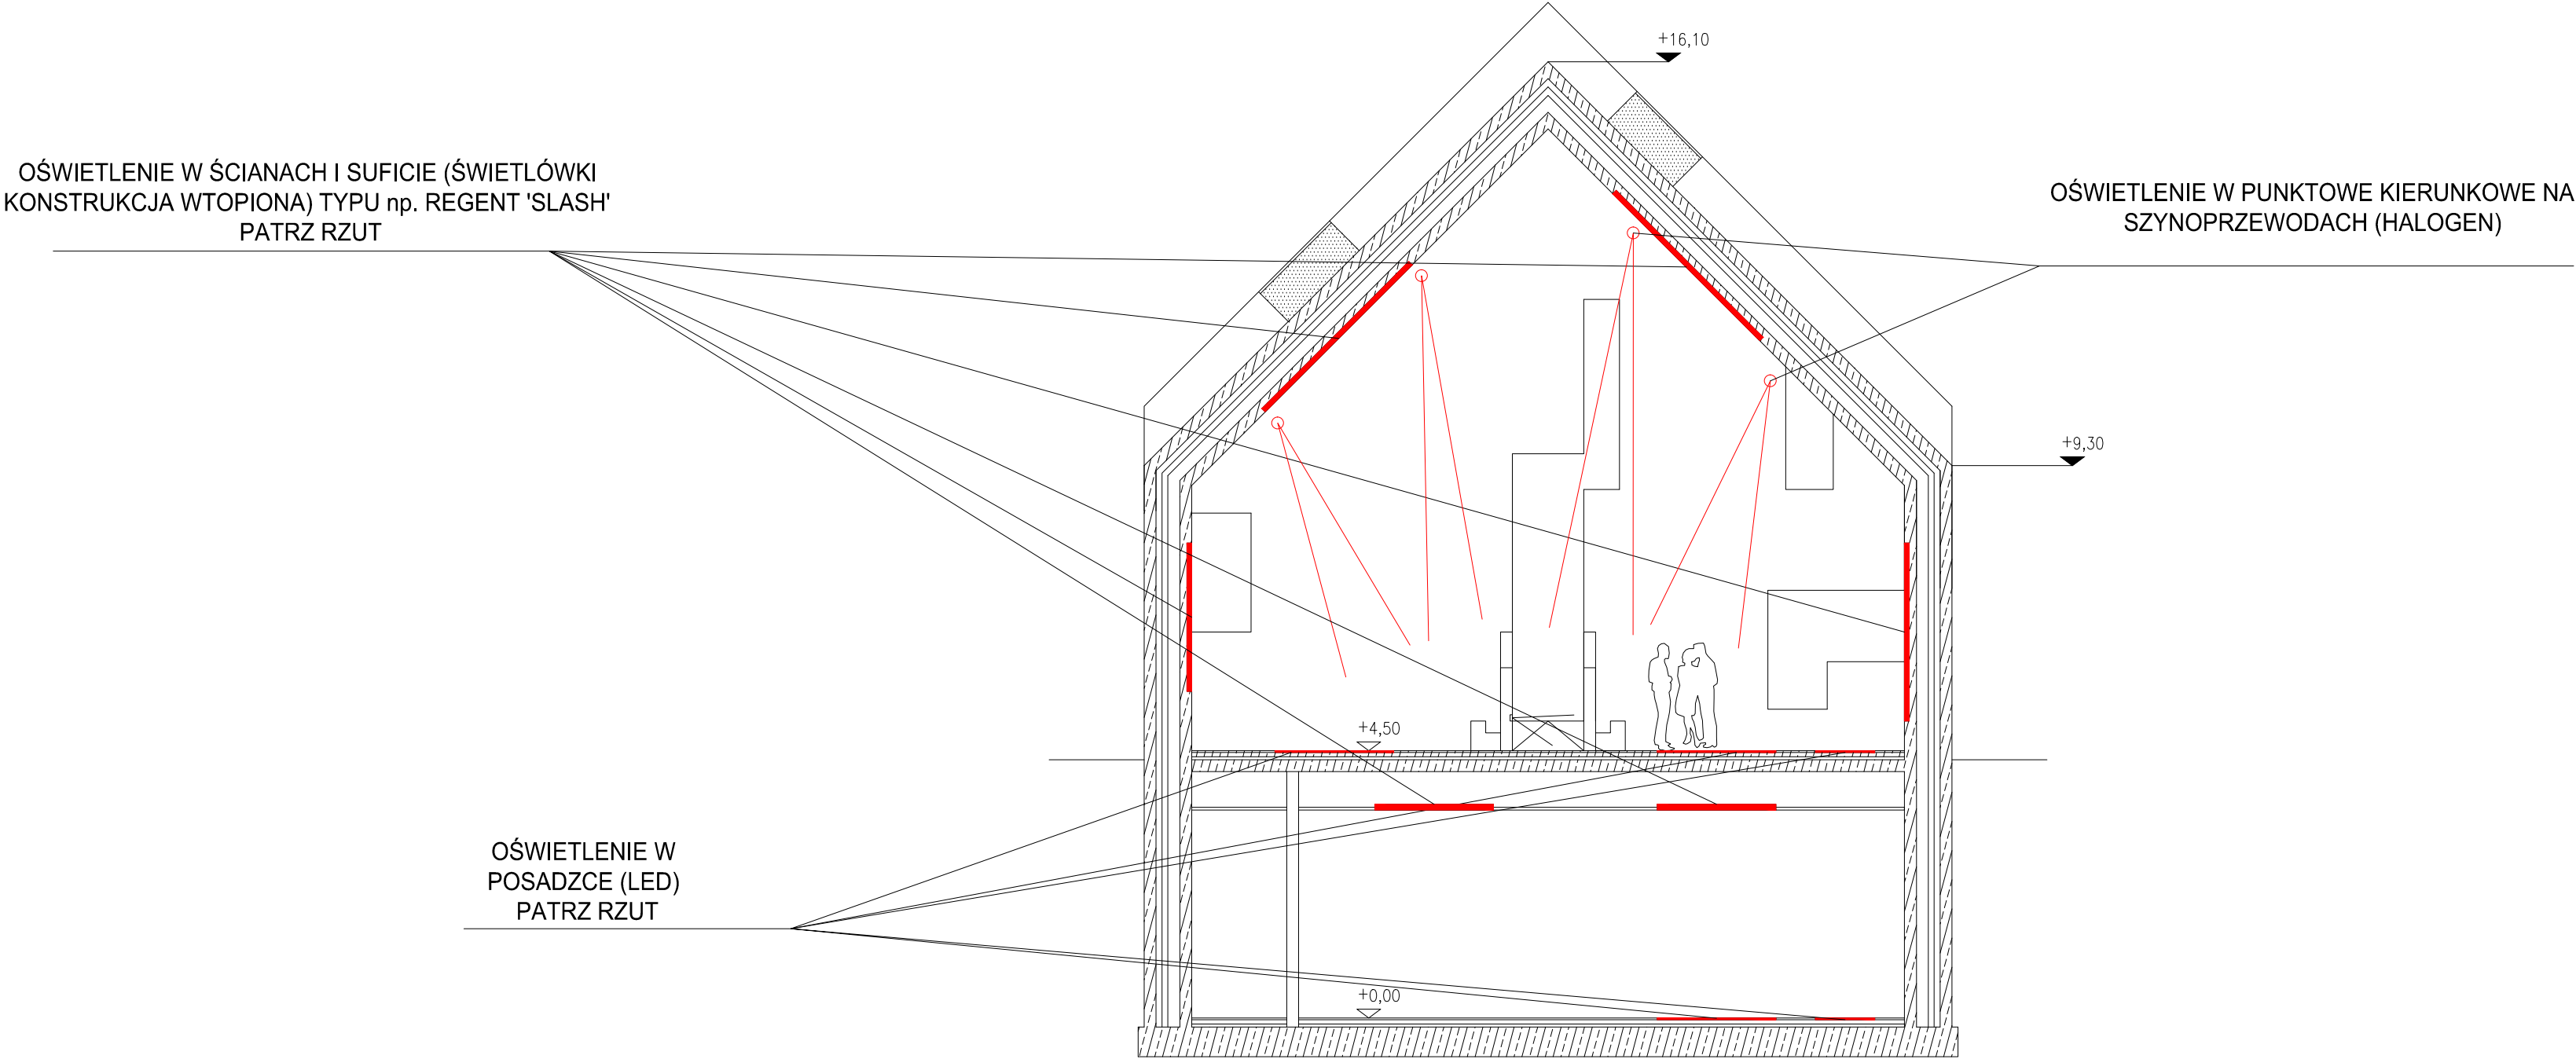 +16,10
OŚWIETLENIE W ŚCIANACH I SUFICIE (ŚWIETLÓWKI
KONSTRUKCJA WTOPIONA) TYPU np. REGENT 'SLASH'
PATRZ RZUT
OŚWIETLENIE W PUNKTOWE KIERUNKOWE NA
SZYNOPRZEWODACH (HALOGEN)
+9,30
+4,50
OŚWIETLENIE W
POSADZCE (LED)
PATRZ RZUT
+0,00